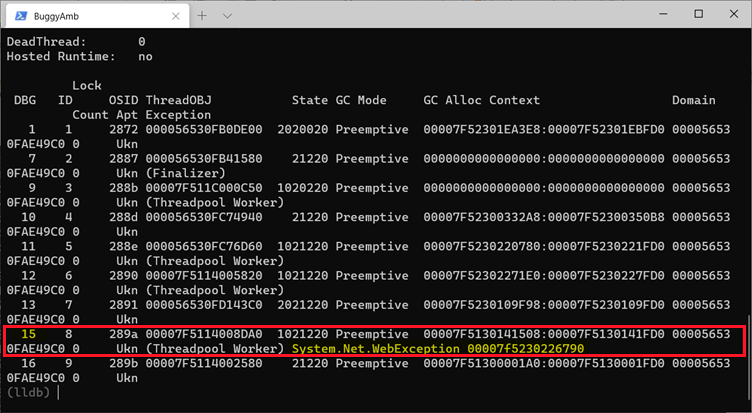 BuggyAmb
DeadThread:       0
Hosted Runtime:   no
Lock
DBG   ID     OSID ThreadOBJ           State GC Mode     GC Alloc Context                  Domain
Count Apt Exception
1    1     2872 000056530FB0DE00  2020020 Preemptive  00007F52301EA3E8:00007F52301EBFD0 00005653
0FAE49C0 0     Ukn
7    2     2887 000056530FB41580    21220 Preemptive  0000000000000000:0000000000000000 00005653
0FAE49C0 0     Ukn (Finalizer)
9    3     288b 00007F511C000C50  1020220 Preemptive  0000000000000000:0000000000000000 00005653
0FAE49C0 0     Ukn (Threadpool Worker)
10    4     288d 000056530FC74940    21220 Preemptive  00007F52300332A8:00007F52300350B8 00005653
0FAE49C0 0     Ukn
11    5     288e 000056530FC76D60  1021220 Preemptive  00007F5230220780:00007F5230221FD0 00005653
0FAE49C0 0     Ukn (Threadpool Worker)
12    6     2890 00007F5114005820  1021220 Preemptive  00007F52302271E0:00007F5230227FD0 00005653
0FAE49C0 0     Ukn (Threadpool Worker)
13    7     2891 000056530FD143C0  2021220 Preemptive  00007F5230109F98:00007F5230109FD0 00005653
0FAE49C0 0     Ukn
15    8     289a 00007F5114008DA0  1021220 Preemptive  00007F5130141508:00007F5130141FD0 00005653
0FAE49C0 0     Ukn (Threadpool Worker) System.Net.WebException 00007f5230226790
16    9     289b 00007F5114002580  1021220 Preemptive  00007F51300001A0:00007F5130001FD0 00005653
0FAE49C0 0     Ukn
(lldb)